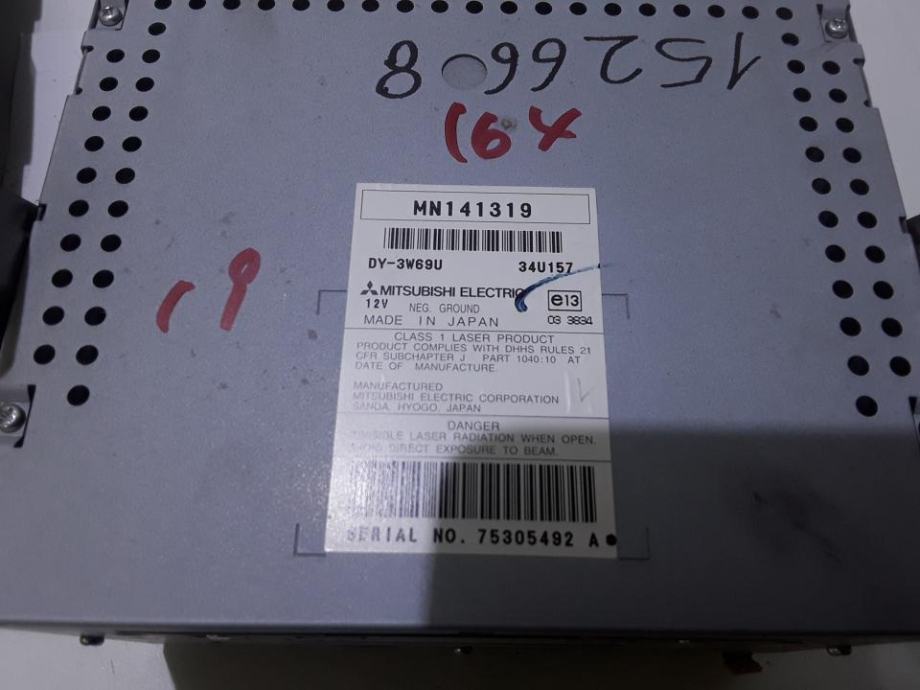 152668
164
19
MN141319
DY-3W69U 34U157
MITSUBISHI ELECTRIC e13
12V NEG. GROUND 03 3834
MADE IN JAPAN
CLASS 1 LASER PRODUCT
PRODUCT COMPLIES WITH DHHS RULES 21
CFR SUBCHAPTER J PART 1040:10 AT
DATE OF MANUFACTURE.
MANUFACTURED
MITSUBISHI ELECTRIC CORPORATION
SANDA, HYOGO, JAPAN
DANGER
INVISIBLE LASER RADIATION WHEN OPEN.
AVOID DIRECT EXPOSURE TO BEAM.
SERIAL NO. 75305492 A